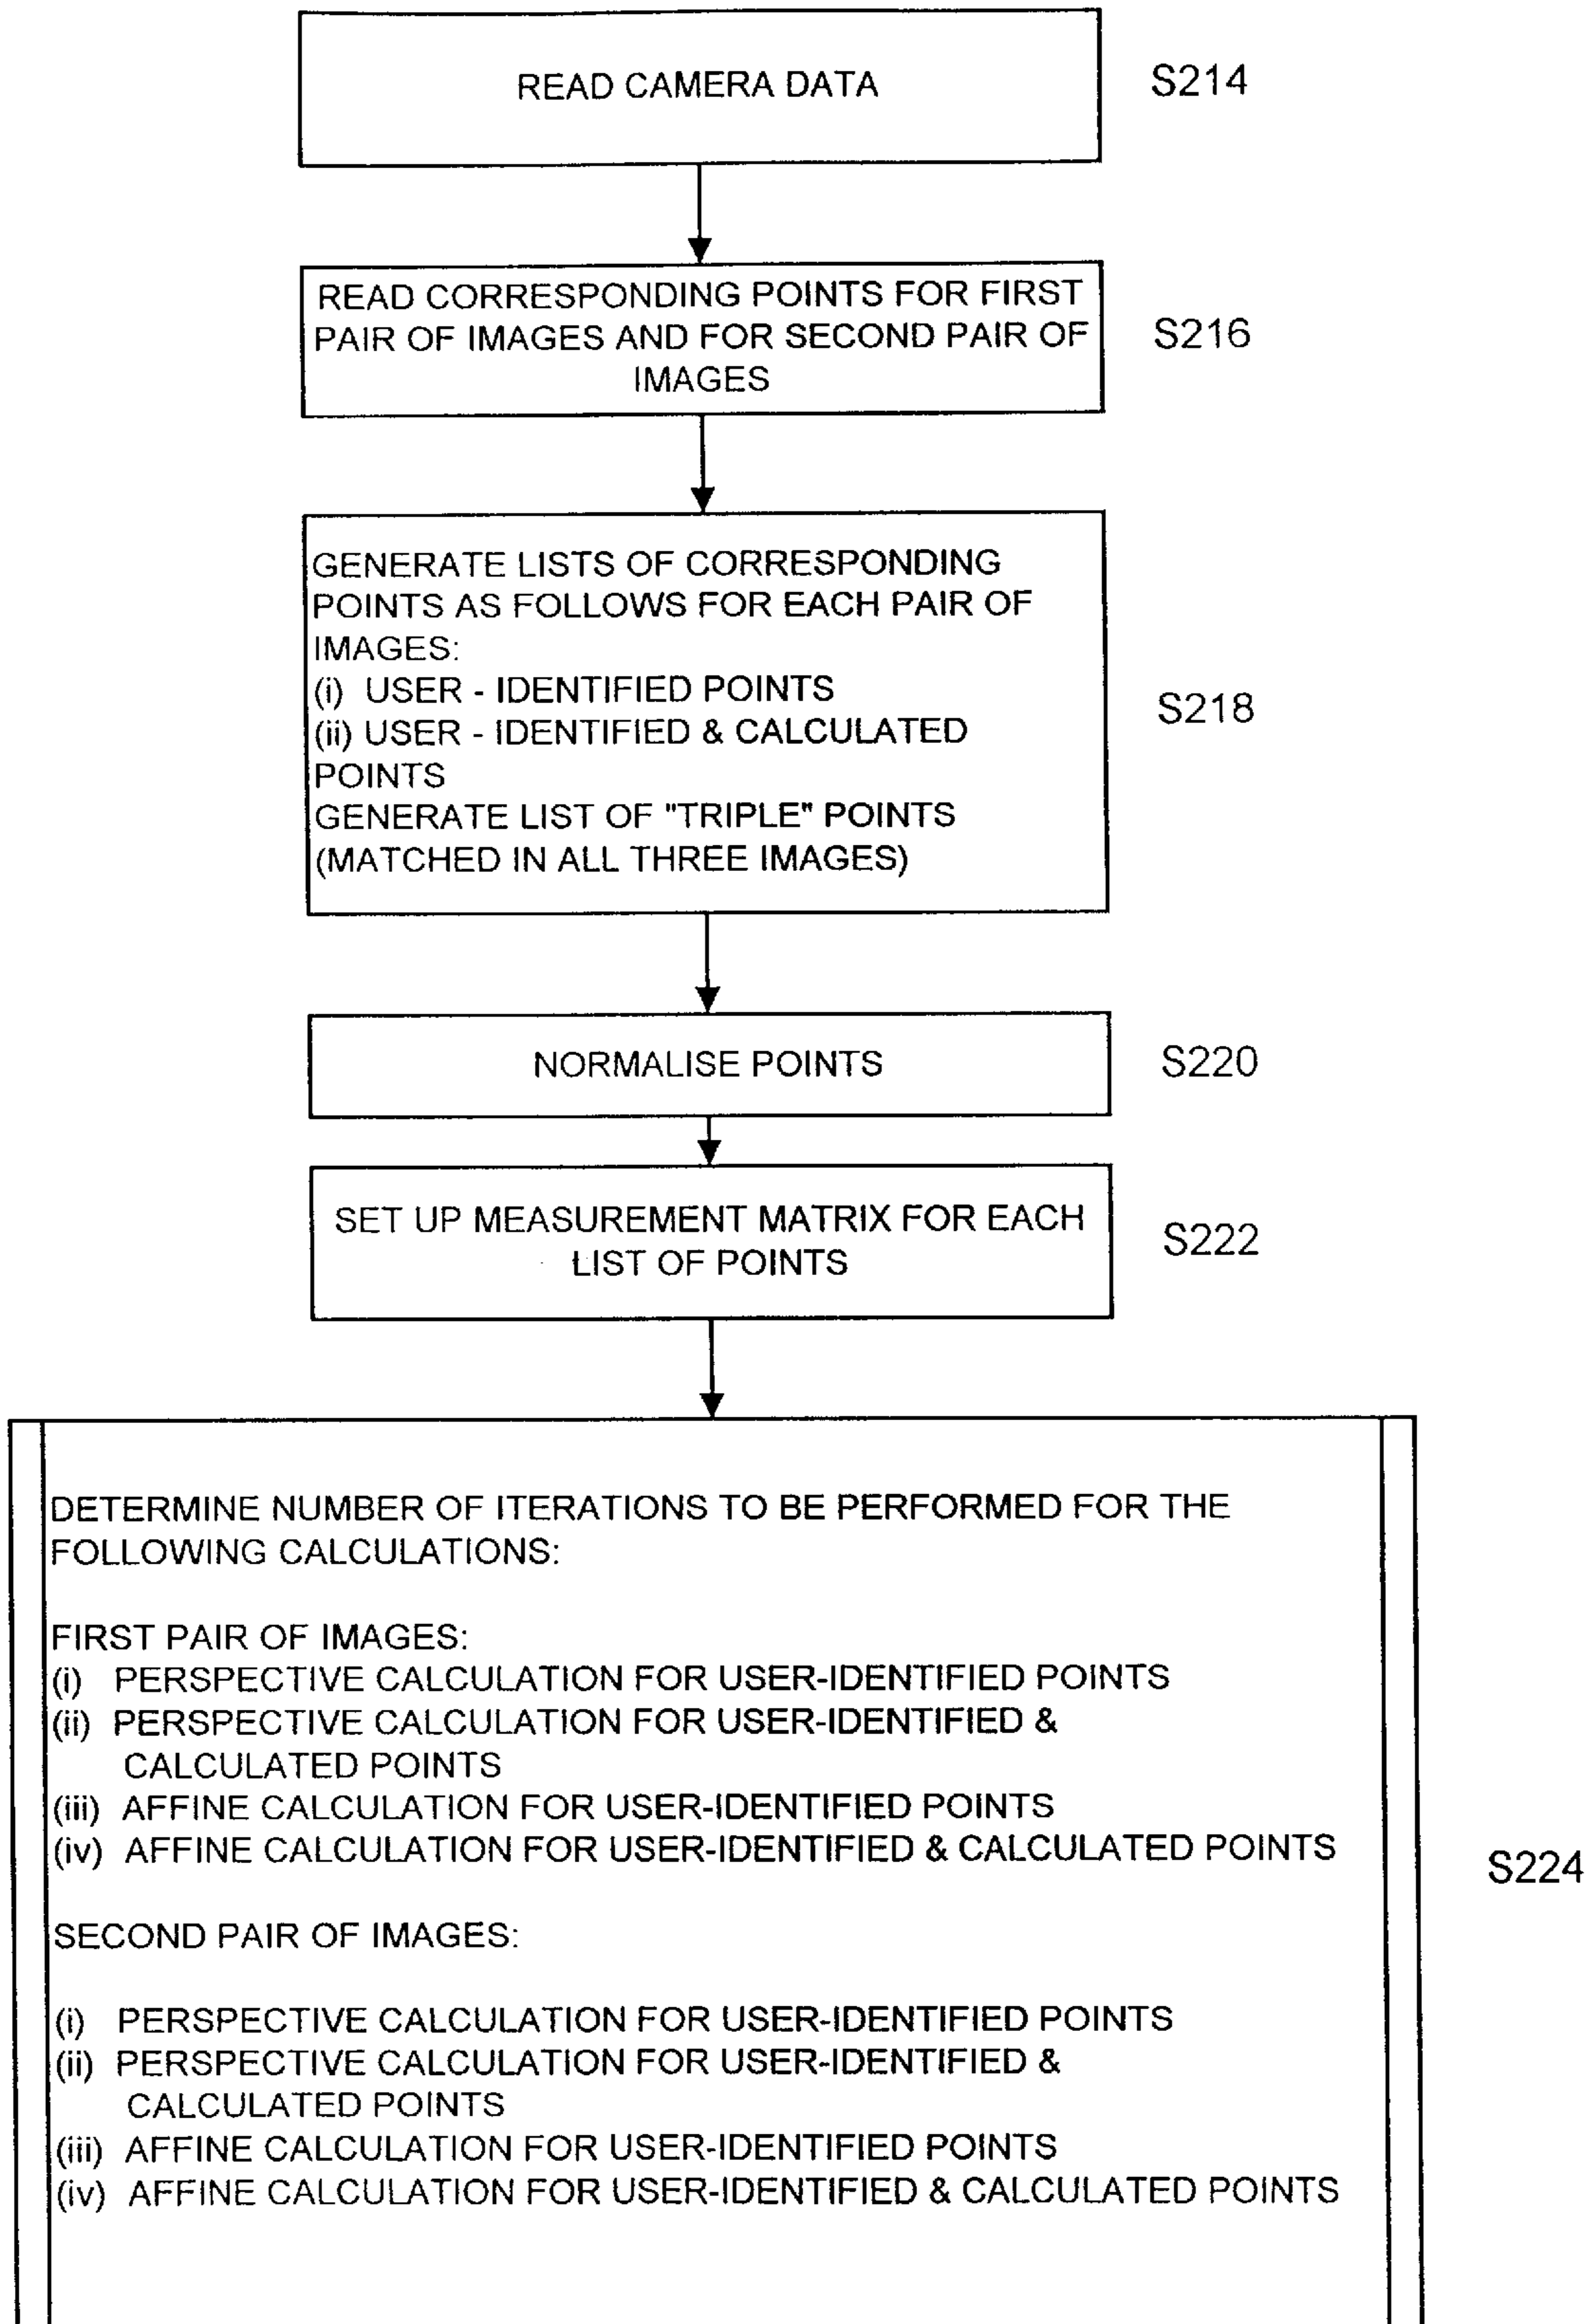 READ CAMERA DATA
S214
READ CORRESPONDING POINTS FOR FIRST
PAIR OF IMAGES AND FOR SECOND PAIR OF
IMAGES
S216
GENERATE LISTS OF CORRESPONDING
POINTS AS FOLLOWS FOR EACH PAIR OF
IMAGES:
(i) USER - IDENTIFIED POINTS
(ii) USER - IDENTIFIED & CALCULATED
POINTS
GENERATE LIST OF "TRIPLE" POINTS
(MATCHED IN ALL THREE IMAGES)
S218
NORMALISE POINTS
S220
SET UP MEASUREMENT MATRIX FOR EACH
LIST OF POINTS
S222
DETERMINE NUMBER OF ITERATIONS TO BE PERFORMED FOR THE
FOLLOWING CALCULATIONS:
FIRST PAIR OF IMAGES:
(i) PERSPECTIVE CALCULATION FOR USER-IDENTIFIED POINTS
(ii) PERSPECTIVE CALCULATION FOR USER-IDENTIFIED &
CALCULATED POINTS
(iii) AFFINE CALCULATION FOR USER-IDENTIFIED POINTS
(iv) AFFINE CALCULATION FOR USER-IDENTIFIED & CALCULATED POINTS
S224
SECOND PAIR OF IMAGES:
(i) PERSPECTIVE CALCULATION FOR USER-IDENTIFIED POINTS
(ii) PERSPECTIVE CALCULATION FOR USER-IDENTIFIED &
CALCULATED POINTS
(iii) AFFINE CALCULATION FOR USER-IDENTIFIED POINTS
(iv) AFFINE CALCULATION FOR USER-IDENTIFIED & CALCULATED POINTS